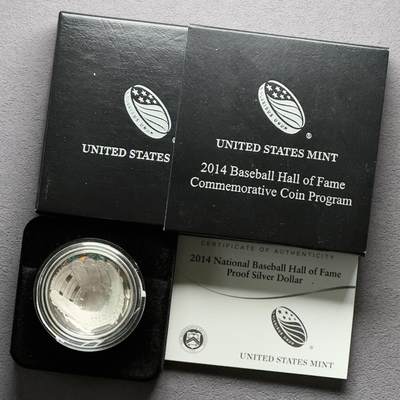 UNITED STATES
UNITED STATES MINT
2014 Baseball Hall of Fame
Commemorative Coin Program
CERTIFICATE OF AUTHENTICITY
2014 National Baseball Hall of Fame
Proof Silver Dollar
UNITED STATES MINT